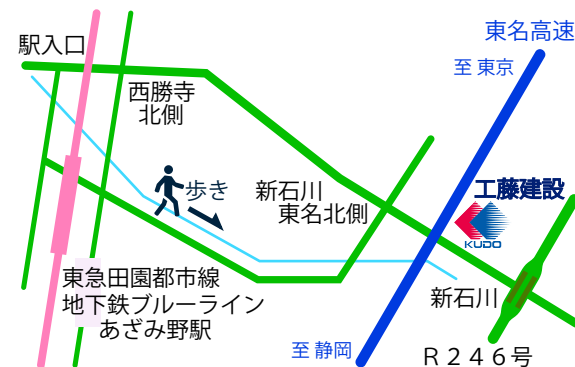 東名高速
駅入口
至 東京
西勝寺
北側
歩き
新石川
東名北側
工藤建設
KUDO
東急田園都市線
地下鉄ブルーライン
あざみ野駅
新石川
至 静岡
R246号